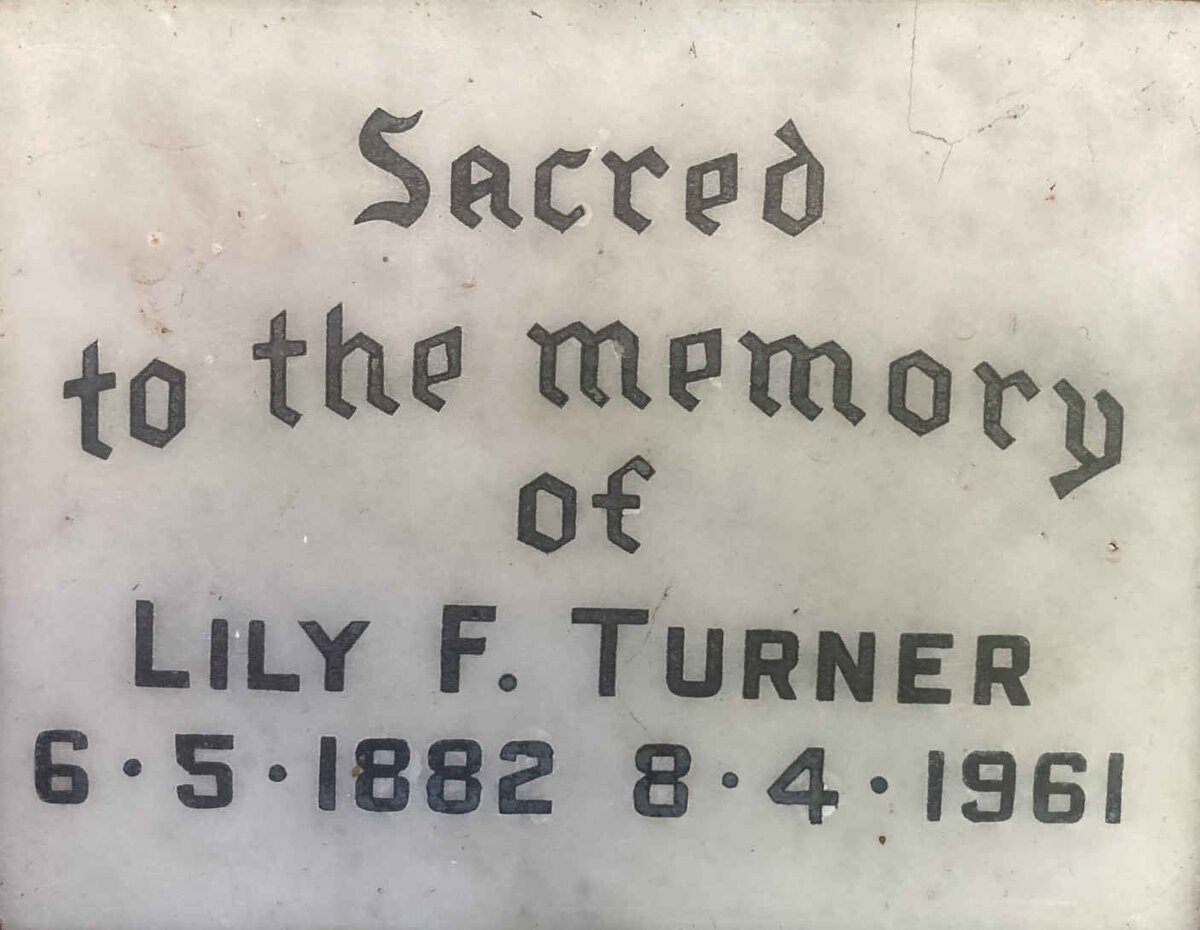 Sacred
to the memory
of
LILY F. TURNER
6·5·1882 8·4·1961